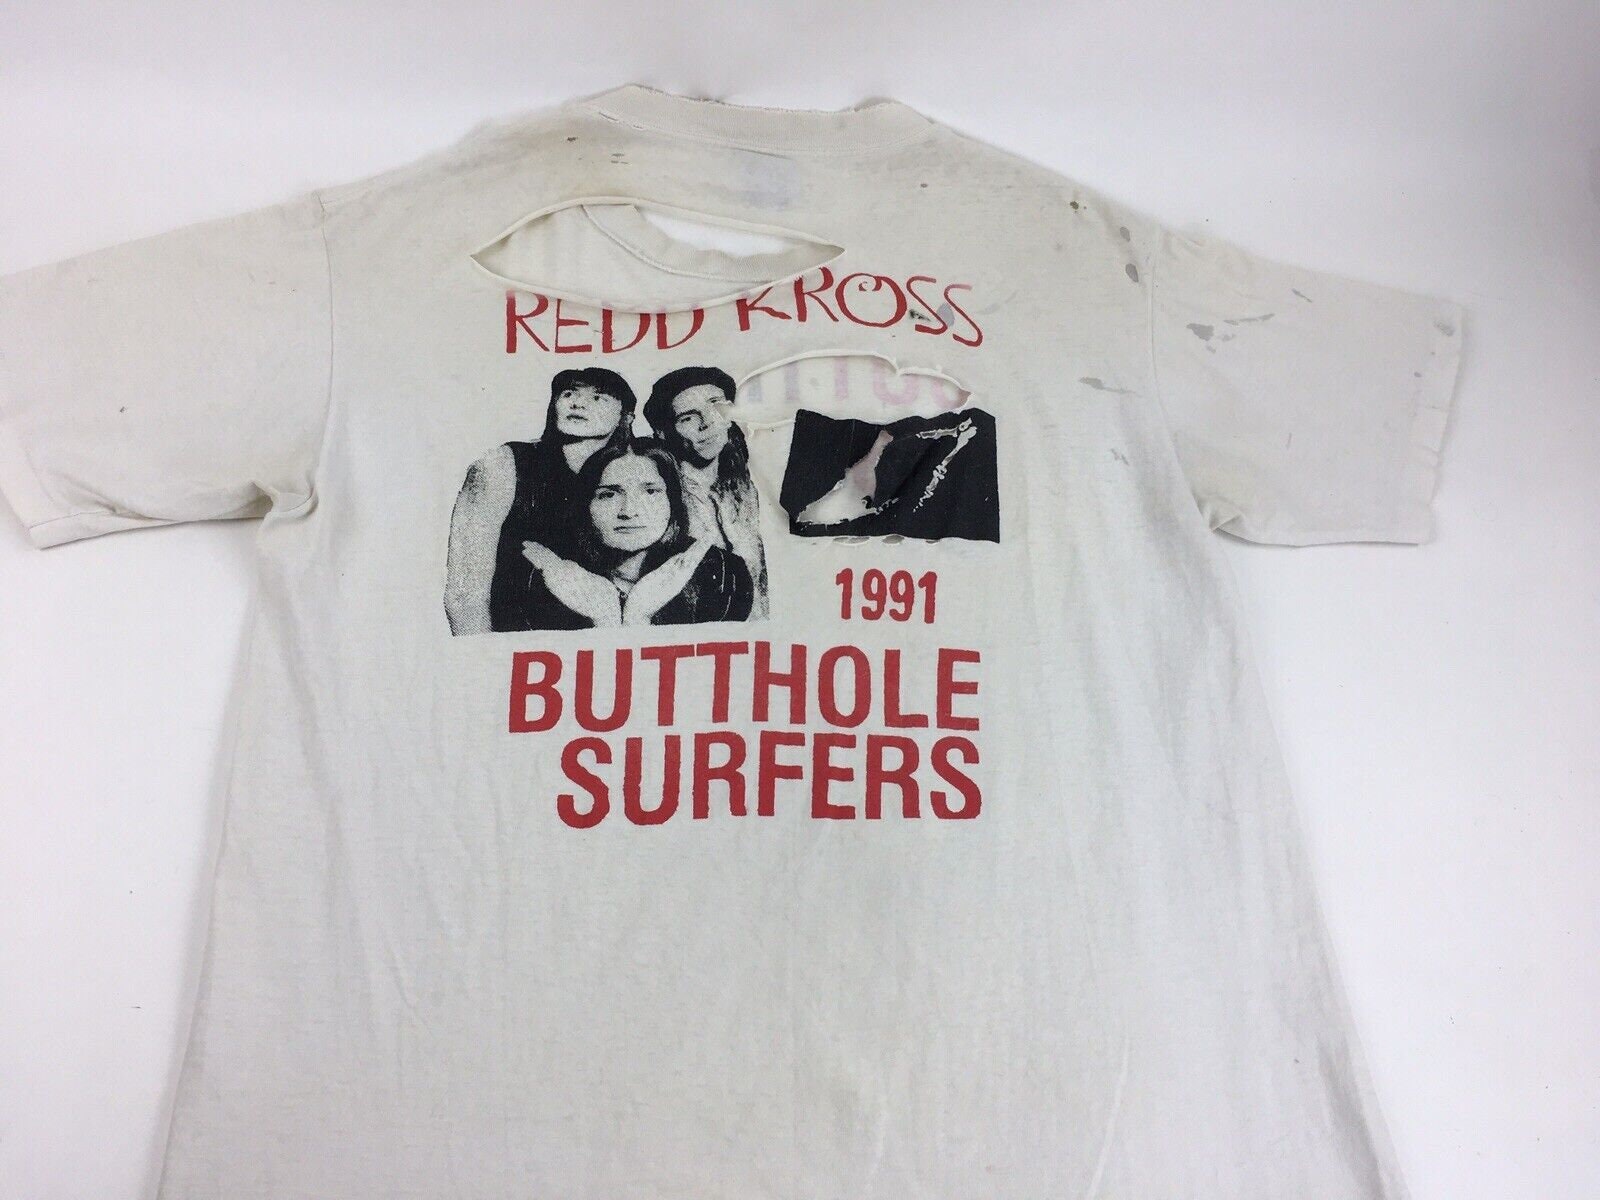 REDD KROSS
1991
BUTTHOLE
SURFERS